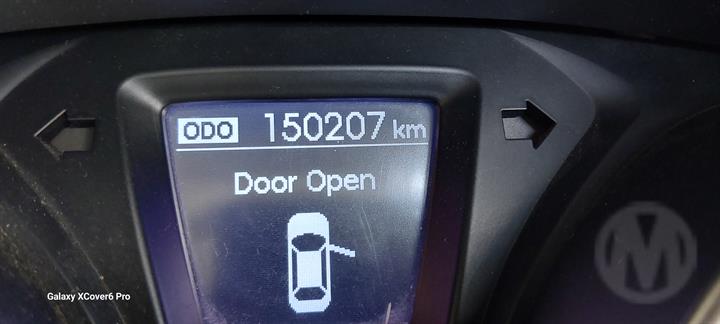 ODO 150207 km
Door Open
Galaxy XCover6 Pro
M